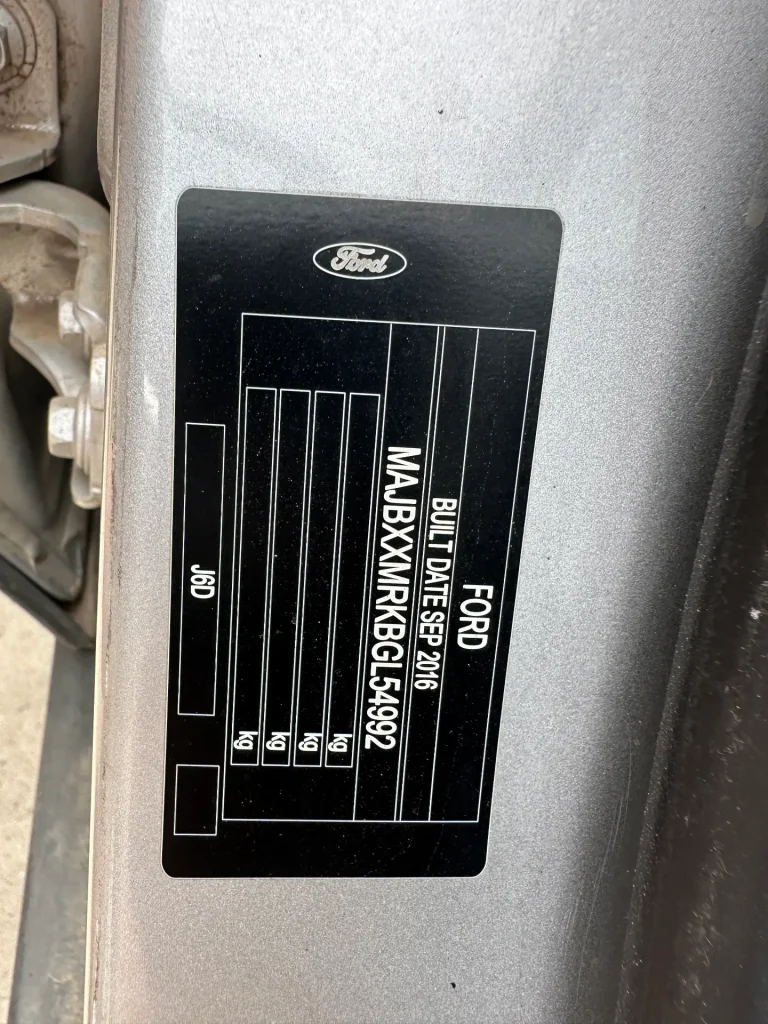 Ford
FORD
BUILT DATE SEP 2016
MAJBXXMRKBGL54992
kg
kg
kg
kg
J6D